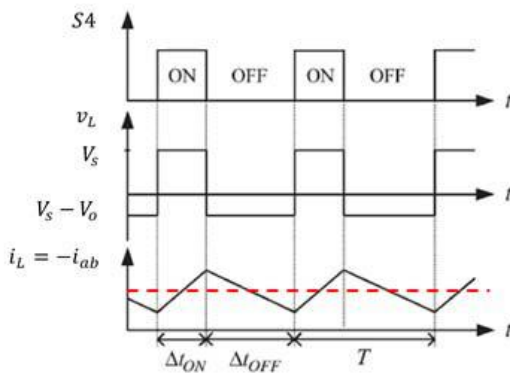 S4
ON OFF ON OFF
t
v_L
V_s
t
V_s − V_o
i_L = −i_ab
t
Δt_ON Δt_OFF T